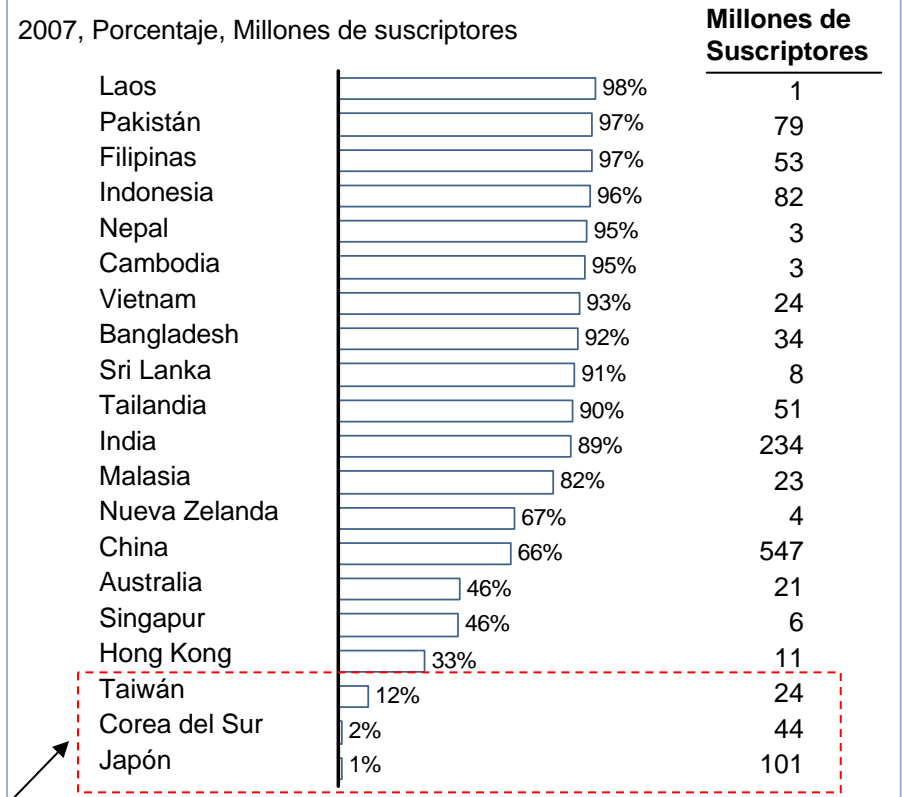 2007, Porcentaje, Millones de suscriptores
Millones de
Suscriptores
Laos 98% 1
Pakistán 97% 79
Filipinas 97% 53
Indonesia 96% 82
Nepal 95% 3
Cambodia 95% 3
Vietnam 93% 24
Bangladesh 92% 34
Sri Lanka 91% 8
Tailandia 90% 51
India 89% 234
Malasia 82% 23
Nueva Zelanda 67% 4
China 66% 547
Australia 46% 21
Singapur 46% 6
Hong Kong 33% 11
Taiwán 12% 24
Corea del Sur 2% 44
Japón 1% 101